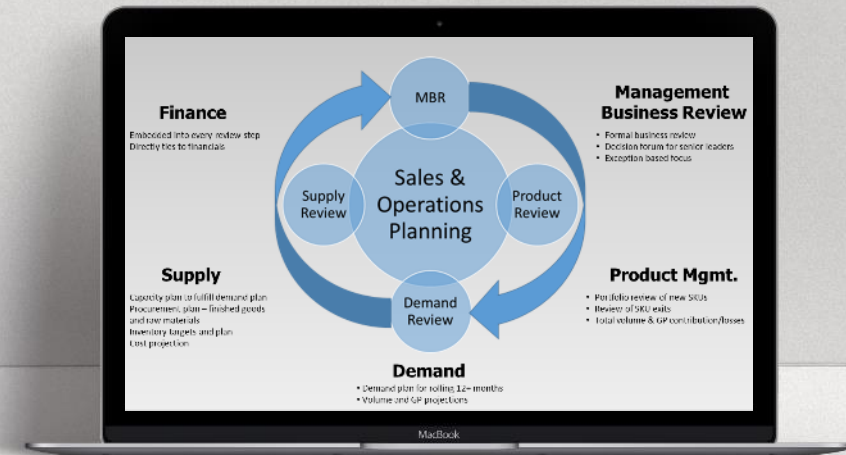 MBR
Finance
Embedded into every review step
Directly ties to financials
Management
Business Review
• Formal business review
• Decision forum for senior leaders
• Exception based focus
Supply
Review
Sales &
Operations
Planning
Product
Review
Supply
Capacity plan to fulfill demand plan
Procurement plan – finished goods
and raw materials
Inventory targets and plan
Cost projection
Demand
Review
Product Mgmt.
• Portfolio review of new SKUs
• Review of SKU exits
• Total volume & GP contribution/losses
Demand
• Demand plan for rolling 12+ months
• Volume and GP projections
MacBook